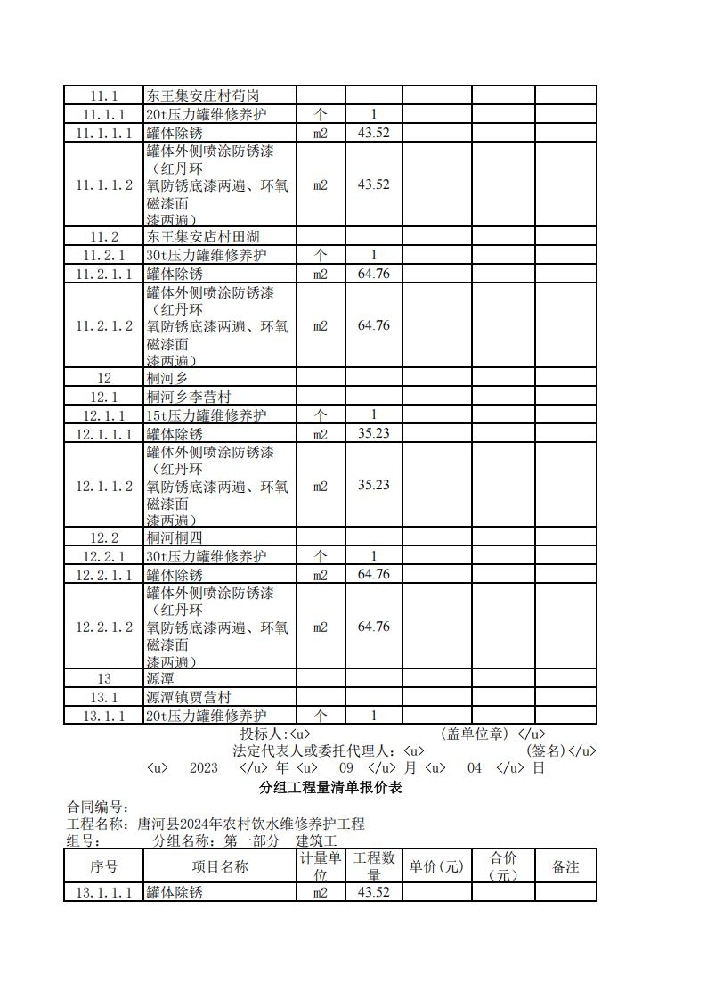 11.1 东王集安庄村苟岗
11.1.1 20t压力罐维修养护 个 1
11.1.1.1 罐体除锈 m2 43.52
罐体外侧喷涂防锈漆
（红丹环
11.1.1.2 氧防锈底漆两遍、环氧 m2 43.52
磁漆面
漆两遍）
11.2 东王集安店村田湖
11.2.1 30t压力罐维修养护 个 1
11.2.1.1 罐体除锈 m2 64.76
罐体外侧喷涂防锈漆
（红丹环
11.2.1.2 氧防锈底漆两遍、环氧 m2 64.76
磁漆面
漆两遍）
12 桐河乡
12.1 桐河乡李营村
12.1.1 15t压力罐维修养护 个 1
12.1.1.1 罐体除锈 m2 35.23
罐体外侧喷涂防锈漆
（红丹环
12.1.1.2 氧防锈底漆两遍、环氧 m2 35.23
磁漆面
漆两遍）
12.2 桐河桐四
12.2.1 30t压力罐维修养护 个 1
12.2.1.1 罐体除锈 m2 64.76
罐体外侧喷涂防锈漆
（红丹环
12.2.1.2 氧防锈底漆两遍、环氧 m2 64.76
磁漆面
漆两遍）
13 源潭
13.1 源潭镇贾营村
13.1.1 20t压力罐维修养护 个 1
投标人:<u> (盖单位章) </u>
法定代表人或委托代理人: <u> (签名)</u>
<u> 2023 </u> 年 <u> 09 </u> 月 <u> 04 </u> 日
分组工程量清单报价表
合同编号:
工程名称: 唐河县2024年农村饮水维修养护工程
组号: 分组名称: 第一部分 建筑工
序号 项目名称 计量单位 工程数量 单价(元) 合价（元） 备注
13.1.1.1 罐体除锈 m2 43.52